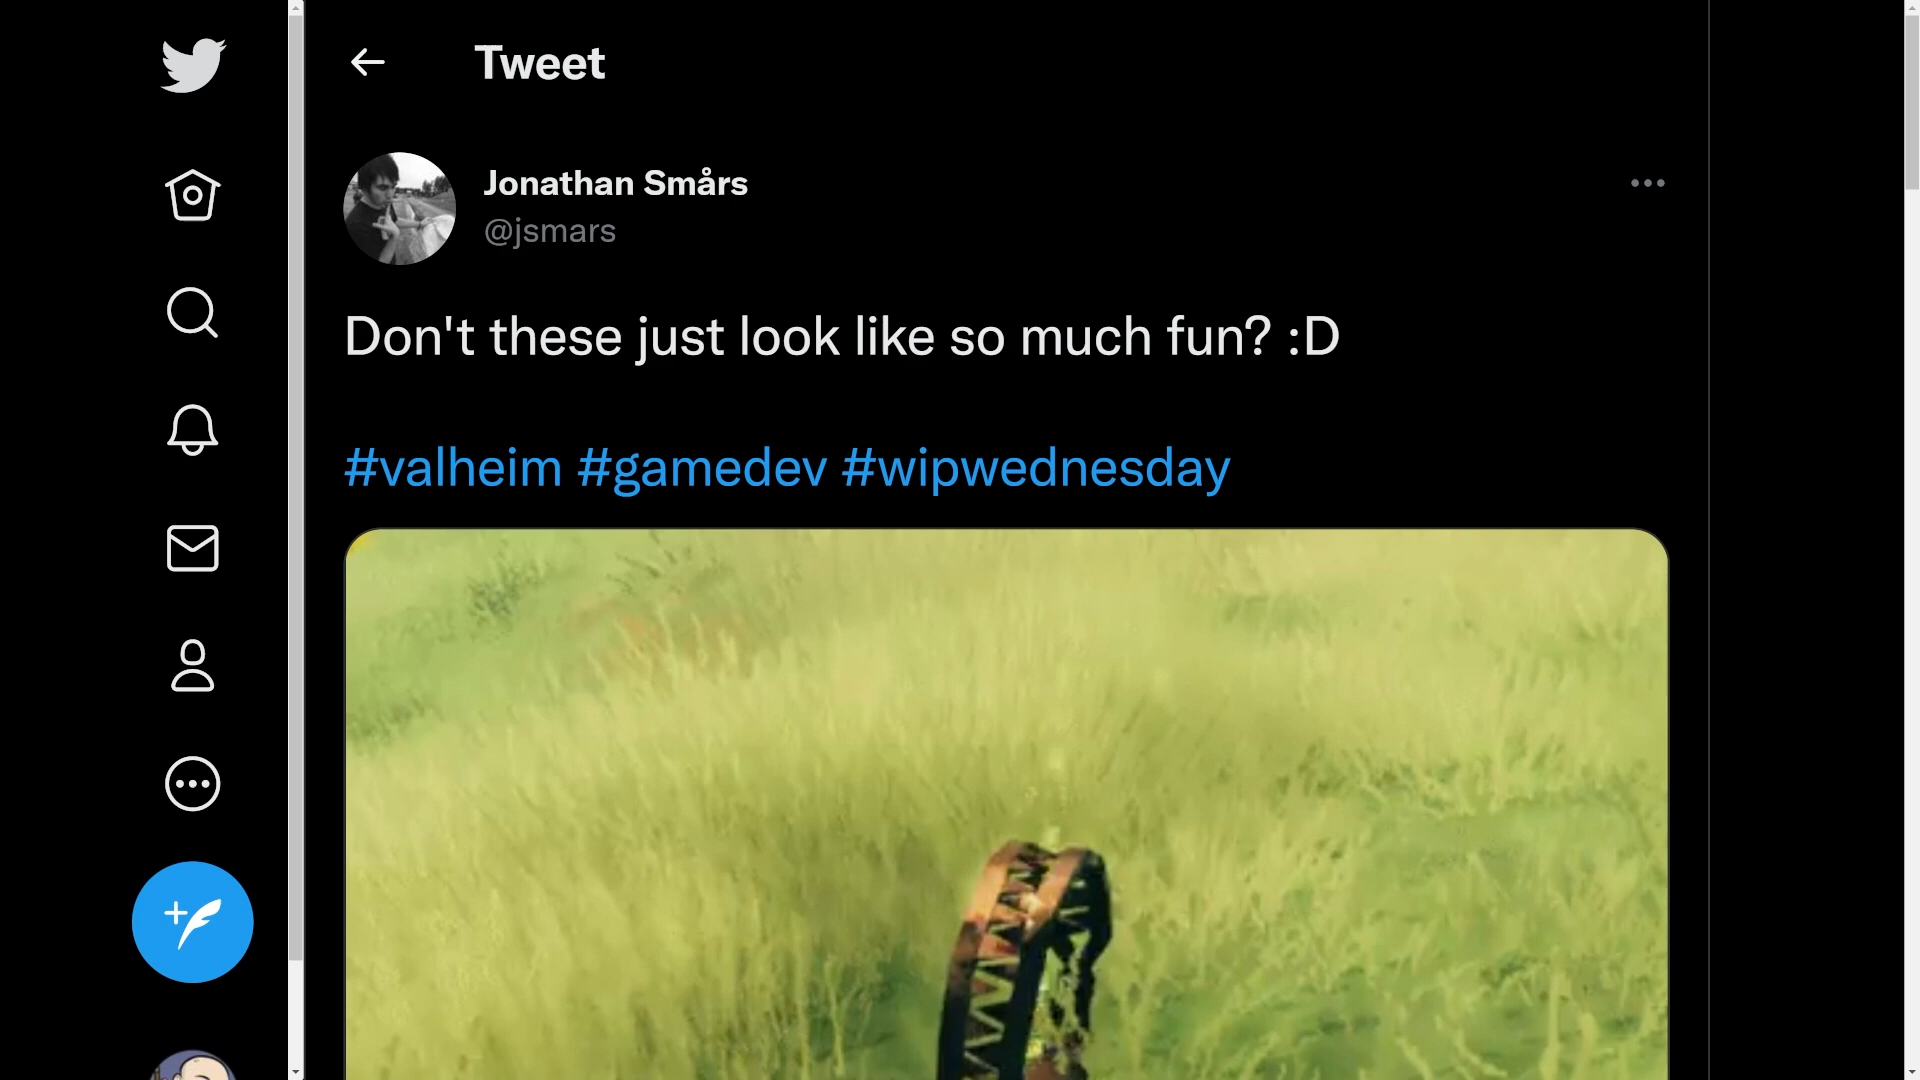 Tweet
Jonathan Smårs
@jsmars
Don't these just look like so much fun? :D
#valheim #gamedev #wipwednesday